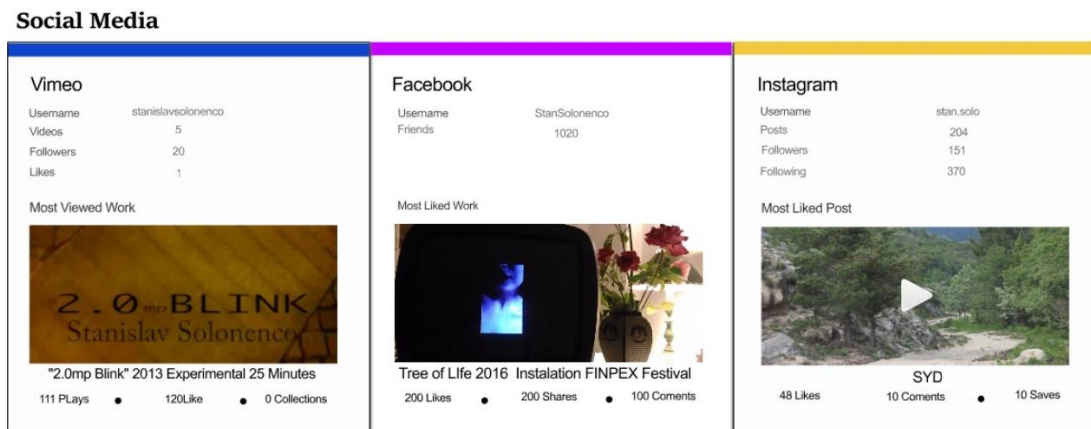 Social Media
Vimeo
Username stanislavsolonenco
Videos 5
Followers 20
Likes 1
Most Viewed Work
2.0mp BLINK
Stanislav Solonenco
"2.0mp Blink" 2013 Experimental 25 Minutes
111 PLays ● 120Like ● 0 Collections
Facebook
Username StanSolonenco
Friends 1020
Most Liked Work
Tree of LIfe 2016 Instalation FINPEX Festival
200 Likes ● 200 Shares ● 100 Coments
Instagram
Username stan.solo
Posts 204
Followers 151
Following 370
Most Liked Post
SYD
48 Likes 10 Coments ● 10 Saves